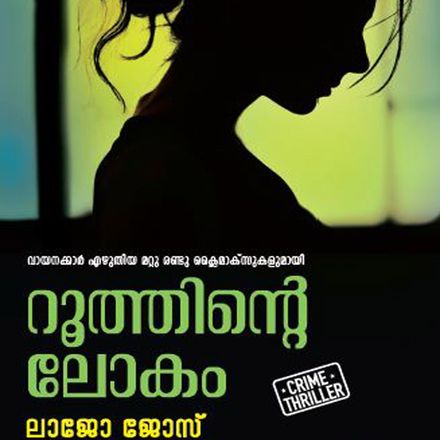 വായനക്കാർ എഴുതിയ മറ്റു രണ്ടു ക്ലൈമാക്സുകളുമായി
റൂത്തിന്റെ
ലോകം
CRIME
THRILLER
ലാജോ ജോസ്